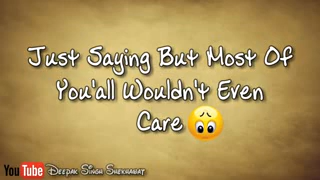 Just Saying But Most Of
You'all Wouldn't Even
Care
YouTube Deepak Singh Shekhawat